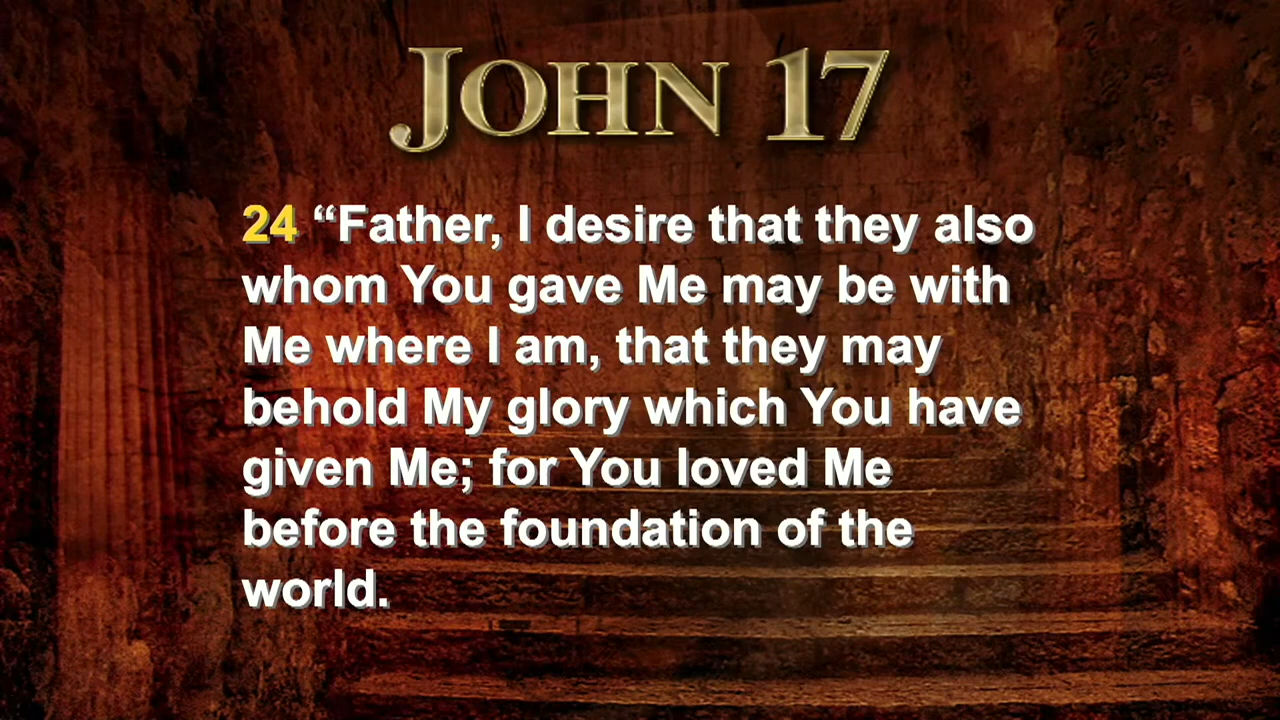 JOHN 17
24 “Father, I desire that they also
whom You gave Me may be with
Me where I am, that they may
behold My glory which You have
given Me; for You loved Me
before the foundation of the
world.